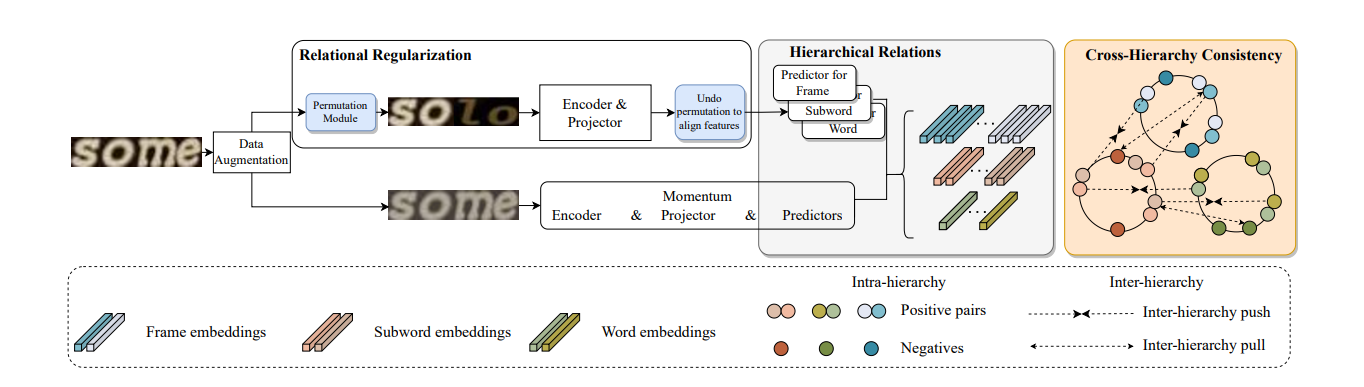 Relational Regularization
Hierarchical Relations
Cross-Hierarchy Consistency
some
Data
Augmentation
Permutation
Module
solo
Encoder &
Projector
Undo
permutation to
align features
Predictor for
Frame
or
Subword
r
Word
some
Momentum
Encoder & Projector & Predictors
Intra-hierarchy
Inter-hierarchy
Frame embeddings
Subword embeddings
Word embeddings
Positive pairs
Negatives
Inter-hierarchy push
Inter-hierarchy pull